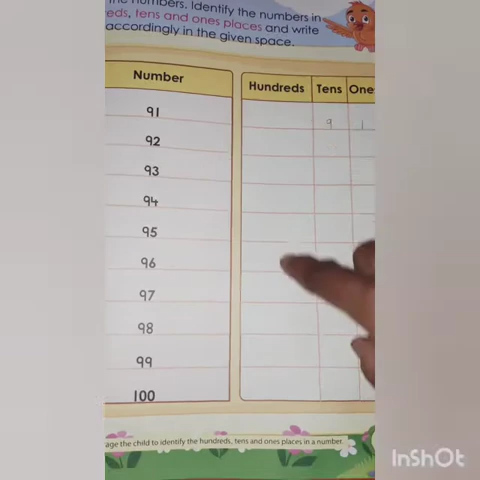 the numbers. Identify the numbers in
eds, tens and ones places and write
accordingly in the given space.
Number Hundreds Tens One
91 9 1
92
93
94
95
96
97
98
99
100
age the child to identify the hundreds, tens and ones places in a number.
InShOt